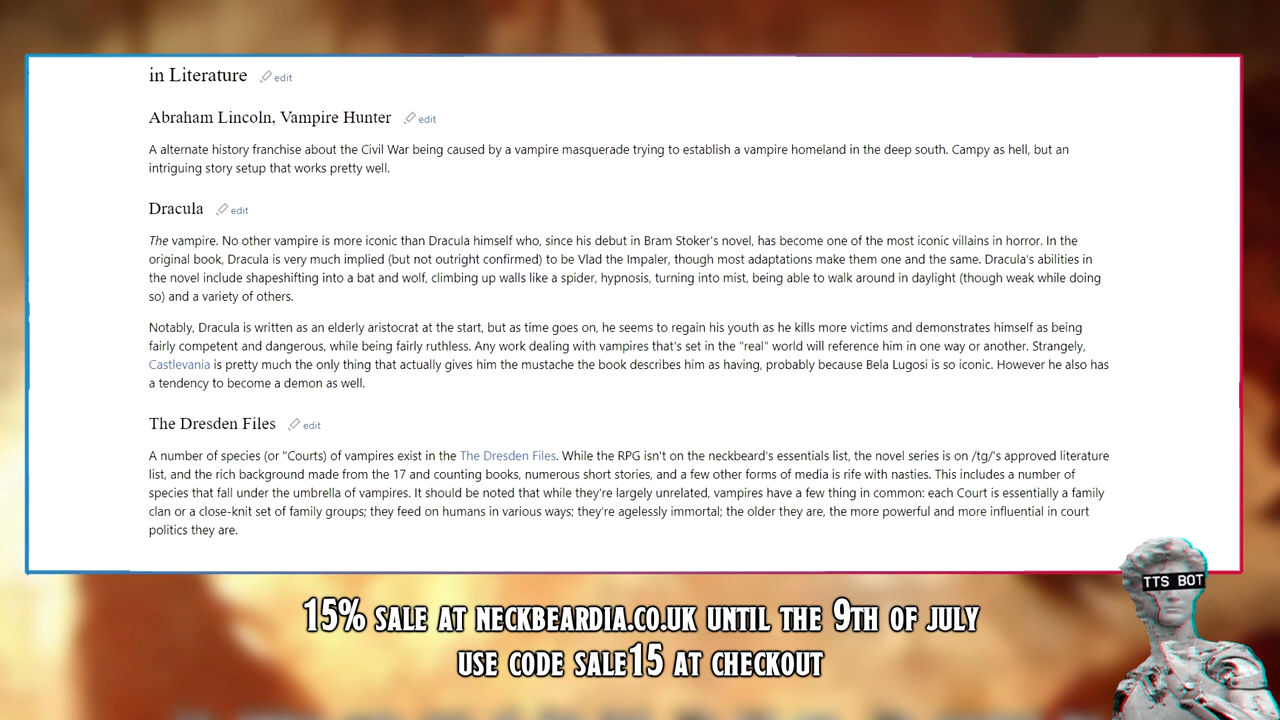 in Literature edit
Abraham Lincoln, Vampire Hunter edit
A alternate history franchise about the Civil War being caused by a vampire masquerade trying to establish a vampire homeland in the deep south. Campy as hell, but an
intriguing story setup that works pretty well.
Dracula edit
The vampire. No other vampire is more iconic than Dracula himself who, since his debut in Bram Stoker's novel, has become one of the most iconic villains in horror. In the
original book, Dracula is very much implied (but not outright confirmed) to be Vlad the Impaler, though most adaptations make them one and the same. Dracula's abilities in
the novel include shapeshifting into a bat and wolf, climbing up walls like a spider, hypnosis, turning into mist, being able to walk around in daylight (though weak while doing
so) and a variety of others.
Notably, Dracula is written as an elderly aristocrat at the start, but as time goes on, he seems to regain his youth as he kills more victims and demonstrates himself as being
fairly competent and dangerous, while being fairly ruthless. Any work dealing with vampires that's set in the "real" world will reference him in one way or another. Strangely,
Castlevania is pretty much the only thing that actually gives him the mustache the book describes him as having, probably because Bela Lugosi is so iconic. However he also has
a tendency to become a demon as well.
The Dresden Files edit
A number of species (or "Courts) of vampires exist in the The Dresden Files. While the RPG isn't on the neckbeard's essentials list, the novel series is on /tg/'s approved literature
list, and the rich background made from the 17 and counting books, numerous short stories, and a few other forms of media is rife with nasties. This includes a number of
species that fall under the umbrella of vampires. It should be noted that while they're largely unrelated, vampires have a few thing in common: each Court is essentially a family
clan or a close-knit set of family groups; they feed on humans in various ways; they're agelessly immortal; the older they are, the more powerful and more influential in court
politics they are.
TTS BOT
15% SALE AT NECKBEARDIA.CO.UK UNTIL THE 9TH OF JULY
USE CODE SALE15 AT CHECKOUT